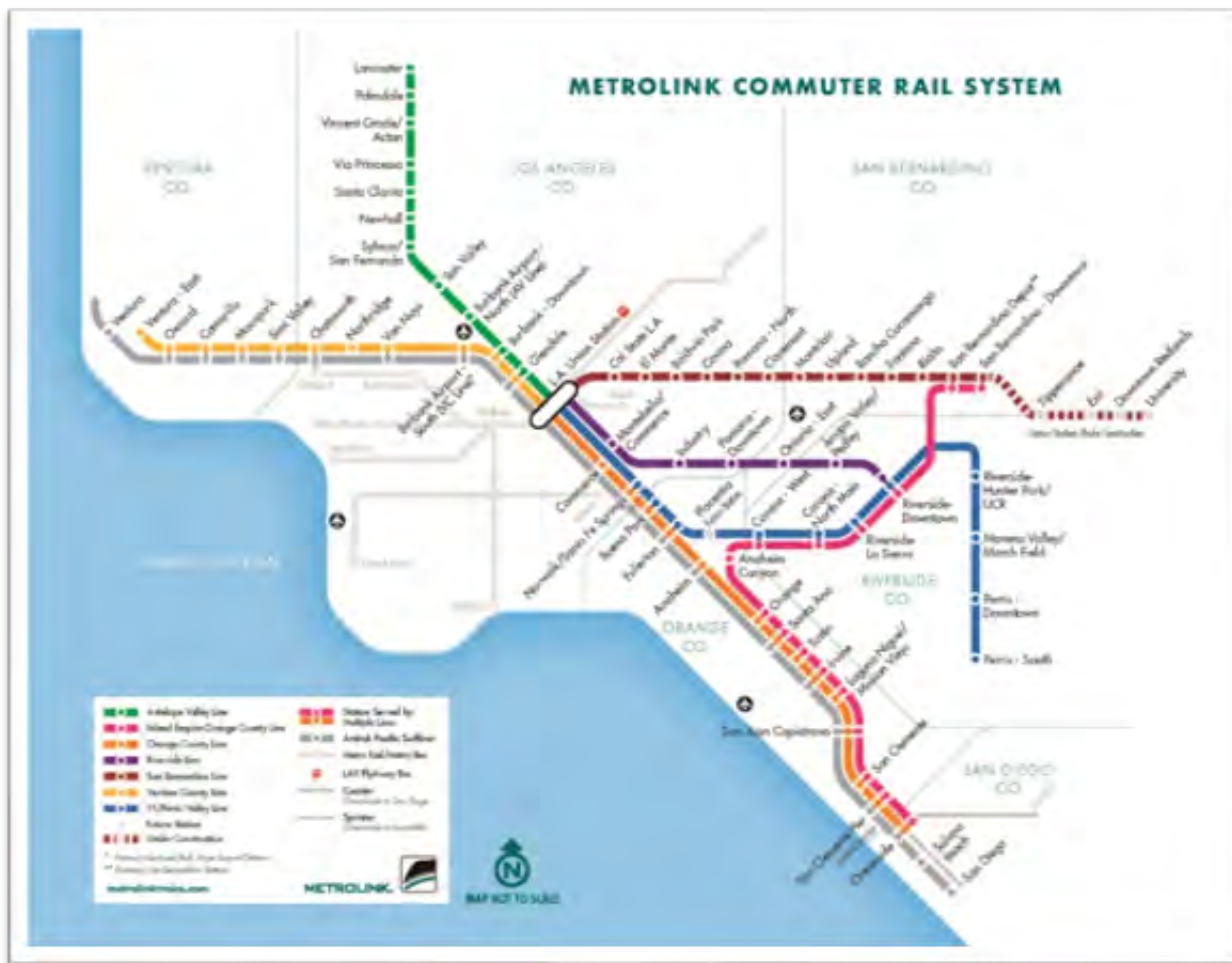 METROLINK COMMUTER RAIL SYSTEM
VENTURA
CO.
LOS ANGELES
CO.
SAN BERNARDINO
CO.
Lancaster
Palmdale
Vincent Grade/
Acton
Via Princessa
Santa Clarita
Newhall
Sylmar/
San Fernando
Sun Valley
Burbank Airport -
North (AV Line)
Burbank - Downtown
Glendale
L.A. Union Station
Ventura
Ventura - East
Oxnard
Camarillo
Moorpark
Simi Valley
Chatsworth
Northridge
Van Nuys
Burbank Airport -
South (VC Line)
Cal State L.A.
El Monte
Baldwin Park
Covina
Pomona - North
Claremont
Montclair
Upland
Rancho Cucamonga
Fontana
Rialto
San Bernardino Depot**
San Bernardino - Downtown
Tippecanoe
Esri
Downtown Redlands
University
Montebello/
Commerce
Industry
Pomona -
Downtown
Ontario - East
Jurupa Valley/
Pedley
Riverside-
Downtown
Riverside-
Hunter Park/
UCR
Moreno Valley/
March Field
Perris -
Downtown
Perris - South
Commerce
Norwalk/Santa Fe Springs
Buena Park
Fullerton
Placentia
Corona - West
Corona -
North Main
Riverside
La Sierra
Anaheim
Anaheim
Canyon
RIVERSIDE
CO.
ORANGE
CO.
Orange
Santa Ana
Tustin
Irvine
Laguna Niguel/
Mission Viejo
San Juan Capistrano
San Clemente
SAN DIEGO
CO.
San Clemente
Oceanside
Solana
Beach
San Diego
Antelope Valley Line
Inland Empire-Orange County Line
Orange County Line
Riverside Line
San Bernardino Line
Ventura County Line
91/Perris Valley Line
Future Station
Under Construction
Station Served by
Multiple Lines
Amtrak Pacific Surfliner
Metro Rail/Metro Bus
LAX FlyAway Bus
Coaster
Sprinter
metrolinktrains.com
METROLINK
N
MAP NOT TO SCALE